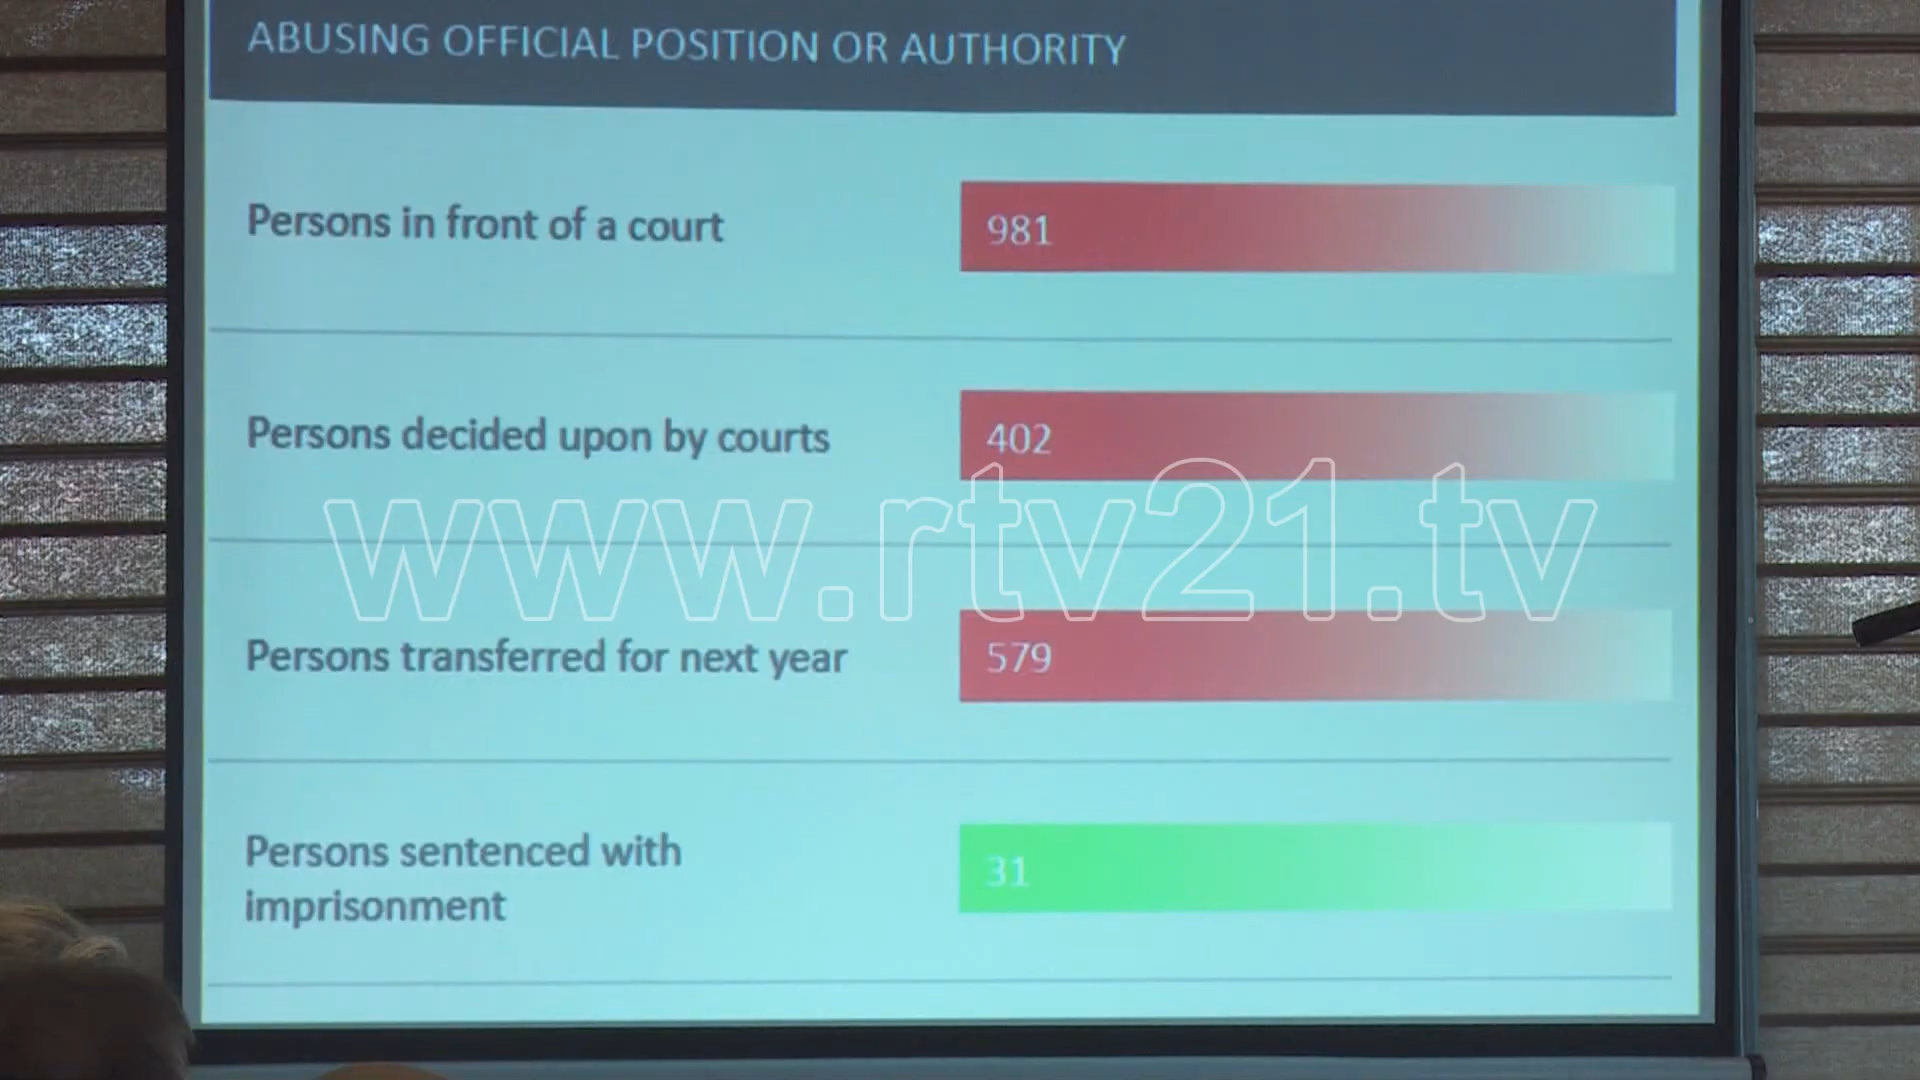 ABUSING OFFICIAL POSITION OR AUTHORITY
Persons in front of a court
981
Persons decided upon by courts
402
www.rtv21.tv
Persons transferred for next year
579
Persons sentenced with
imprisonment
31